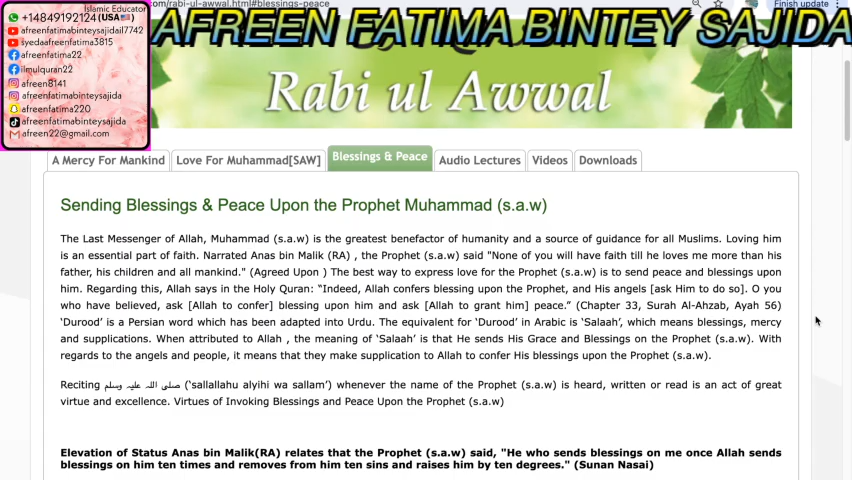 Islamic Educator
+14849192124 (USA🇺🇸)
afreenfatimabinteysajidail7742
syedaafreenfatima3815
afreenfatima22
ilmulquran22
afreen8141
afreenfatimabinteysajida
afreenfatima220
afreenfatimabinteysajida
afreen22@gmail.com
com/rabi-ul-awwal.html#blessings-peace
Finish update
AFREEN FATIMA BINTEY SAJIDA
Rabi ul Awwal
A Mercy For Mankind
Love For Muhammad[SAW]
Blessings & Peace
Audio Lectures
Videos
Downloads
Sending Blessings & Peace Upon the Prophet Muhammad (s.a.w)
The Last Messenger of Allah, Muhammad (s.a.w) is the greatest benefactor of humanity and a source of guidance for all Muslims. Loving him
is an essential part of faith. Narrated Anas bin Malik (RA) , the Prophet (s.a.w) said "None of you will have faith till he loves me more than his
father, his children and all mankind." (Agreed Upon ) The best way to express love for the Prophet (s.a.w) is to send peace and blessings upon
him. Regarding this, Allah says in the Holy Quran: "Indeed, Allah confers blessing upon the Prophet, and His angels [ask Him to do so]. O you
who have believed, ask [Allah to confer] blessing upon him and ask [Allah to grant him] peace.” (Chapter 33, Surah Al-Ahzab, Ayah 56)
‘Durood’ is a Persian word which has been adapted into Urdu. The equivalent for ‘Durood’ in Arabic is ‘Salaah’, which means blessings, mercy
and supplications. When attributed to Allah , the meaning of ‘Salaah’ is that He sends His Grace and Blessings on the Prophet (s.a.w). With
regards to the angels and people, it means that they make supplication to Allah to confer His blessings upon the Prophet (s.a.w).
Reciting صلی اللہ علیہ وسلم (‘sallallahu alyihi wa sallam’) whenever the name of the Prophet (s.a.w) is heard, written or read is an act of great
virtue and excellence. Virtues of Invoking Blessings and Peace Upon the Prophet (s.a.w)
Elevation of Status Anas bin Malik(RA) relates that the Prophet (s.a.w) said, "He who sends blessings on me once Allah sends
blessings on him ten times and removes from him ten sins and raises him by ten degrees." (Sunan Nasai)